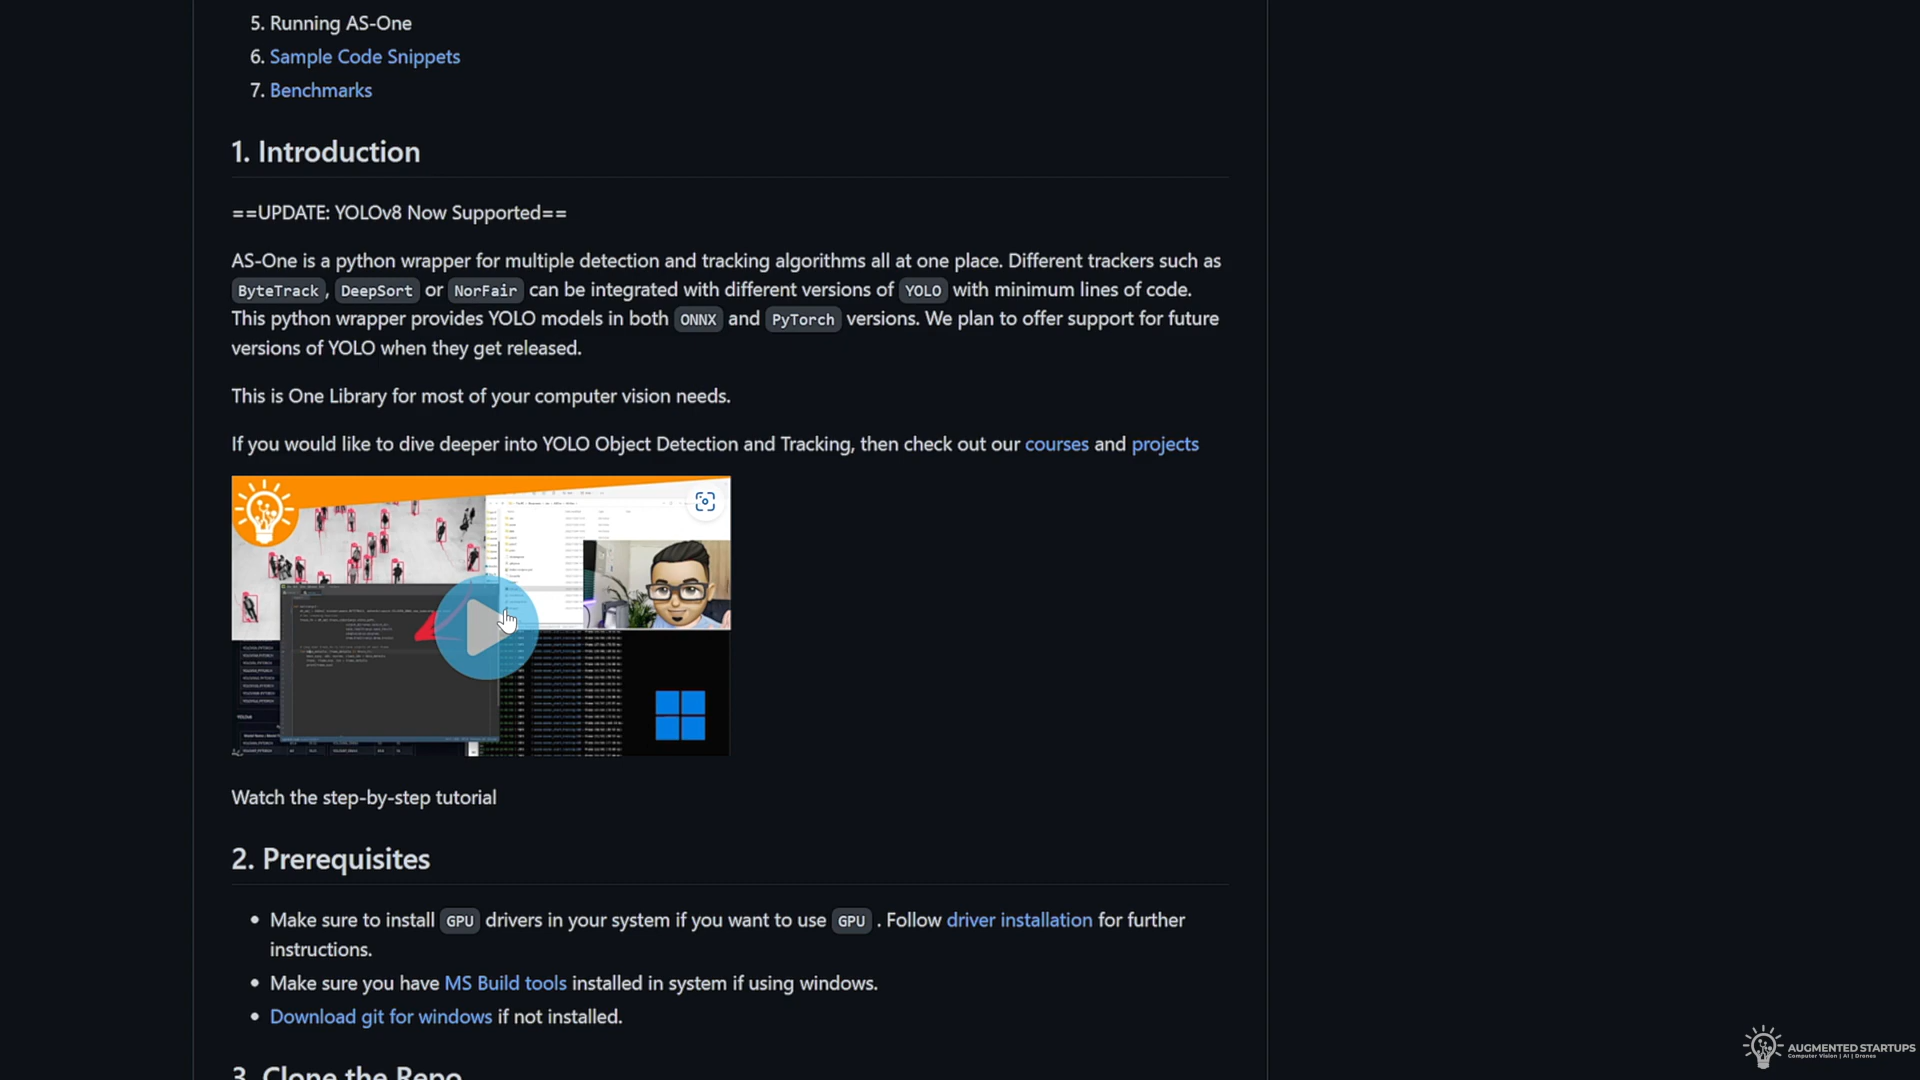 5. Running AS-One
6. Sample Code Snippets
7. Benchmarks
1. Introduction
==UPDATE: YOLOv8 Now Supported==
AS-One is a python wrapper for multiple detection and tracking algorithms all at one place. Different trackers such as
ByteTrack, DeepSort or NorFair can be integrated with different versions of YOLO with minimum lines of code.
This python wrapper provides YOLO models in both ONNX and PyTorch versions. We plan to offer support for future
versions of YOLO when they get released.
This is One Library for most of your computer vision needs.
If you would like to dive deeper into YOLO Object Detection and Tracking, then check out our courses and projects
Watch the step-by-step tutorial
2. Prerequisites
• Make sure to install GPU drivers in your system if you want to use GPU . Follow driver installation for further
instructions.
• Make sure you have MS Build tools installed in system if using windows.
• Download git for windows if not installed.
3. Clone the Repo
AUGMENTED STARTUPS
Computer Vision | AI | Drones